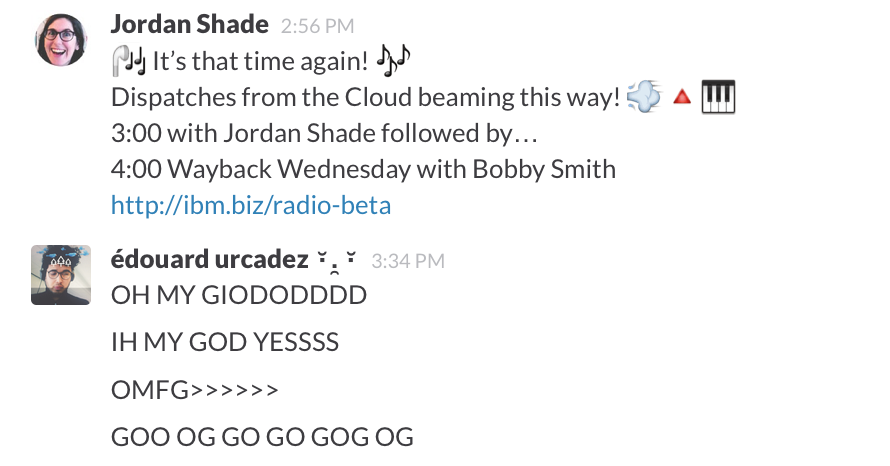 Jordan Shade 2:56 PM
It’s that time again! 🎶
Dispatches from the Cloud beaming this way! 💨 🔺 🎹
3:00 with Jordan Shade followed by…
4:00 Wayback Wednesday with Bobby Smith
http://ibm.biz/radio-beta
édouard urcadez ˘̣ . ˘̣ 3:34 PM
OH MY GIODODDDD
IH MY GOD YESSSS
OMFG>>>>>>
GOO OG GO GO GOG OG